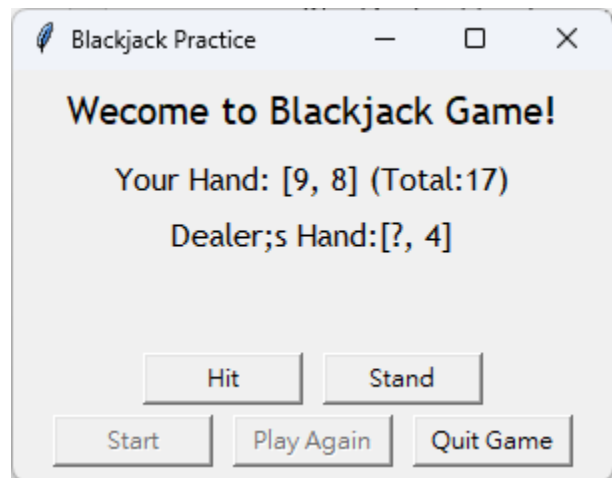 Blackjack Practice
Wecome to Blackjack Game!
Your Hand: [9, 8] (Total:17)
Dealer;s Hand:[?, 4]
Hit Stand
Start Play Again Quit Game